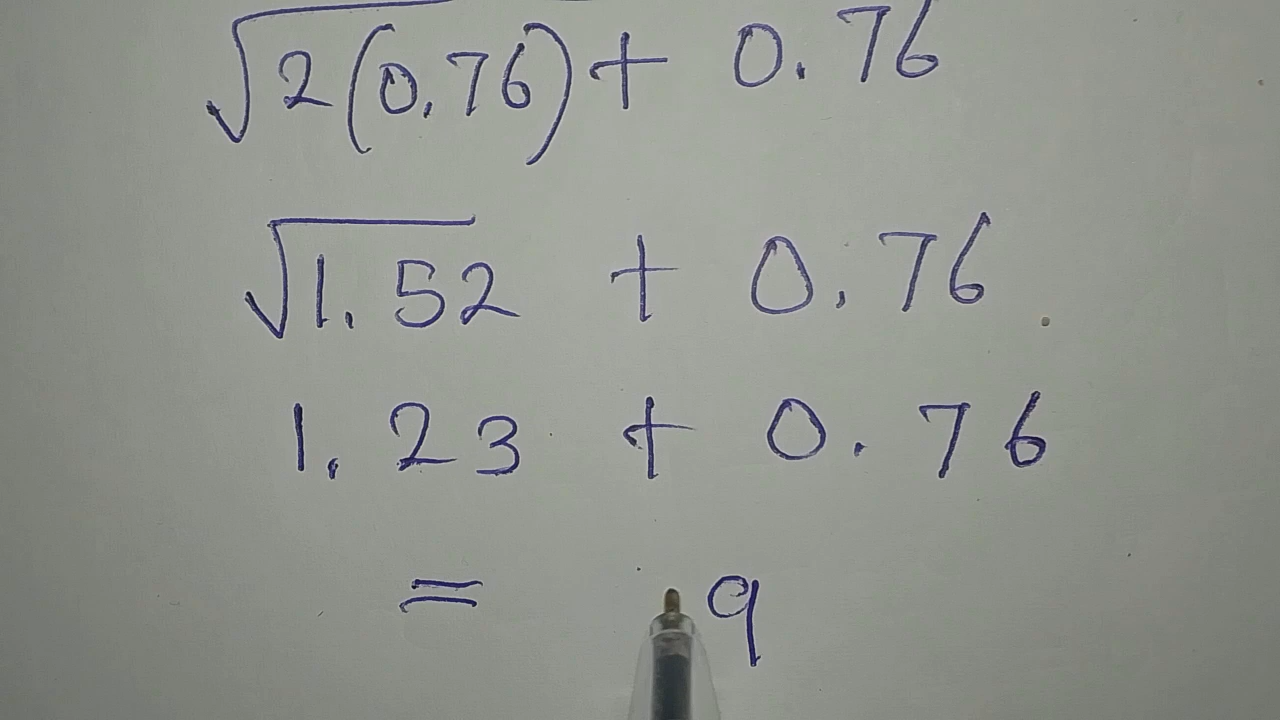 √2(0.76) + 0.76
√1.52 + 0.76
1.23 + 0.76
= 9